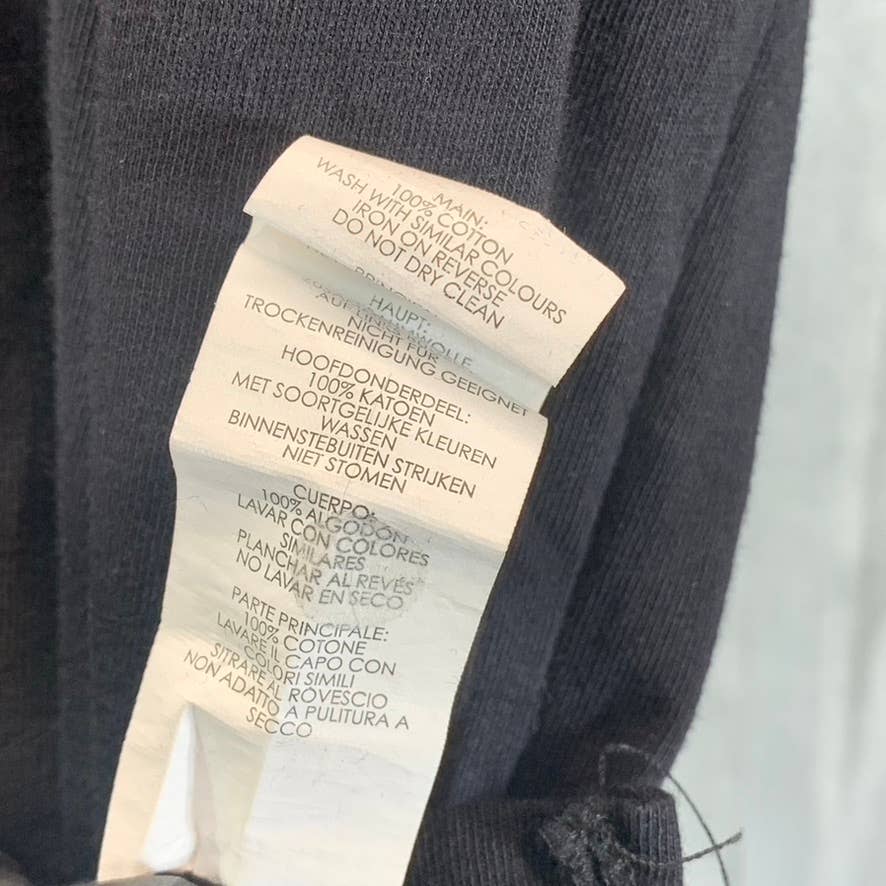 MAIN:
100% COTTON
WASH WITH SIMILAR COLOURS
IRON ON REVERSE
DO NOT DRY CLEAN
HAUPT:
NICHT FÜR
TROCKENREINIGUNG GEEIGNET
HOOFDONDERDEEL:
100% KATOEN
MET SOORTGELIJKE KLEUREN
WASSEN
BINNENSTEBUITEN STRIJKEN
NIET STOMEN
CUERPO:
100% ALGODÓN
LAVAR CON COLORES
SIMILARES
PLANCHAR AL REVÉS
NO LAVAR EN SECO
PARTE PRINCIPALE:
100% COTONE
LAVARE IL CAPO CON
COLORI SIMILI
SITRARE AL ROVESCIO
NON ADATTO A PULITURA A
SECCO